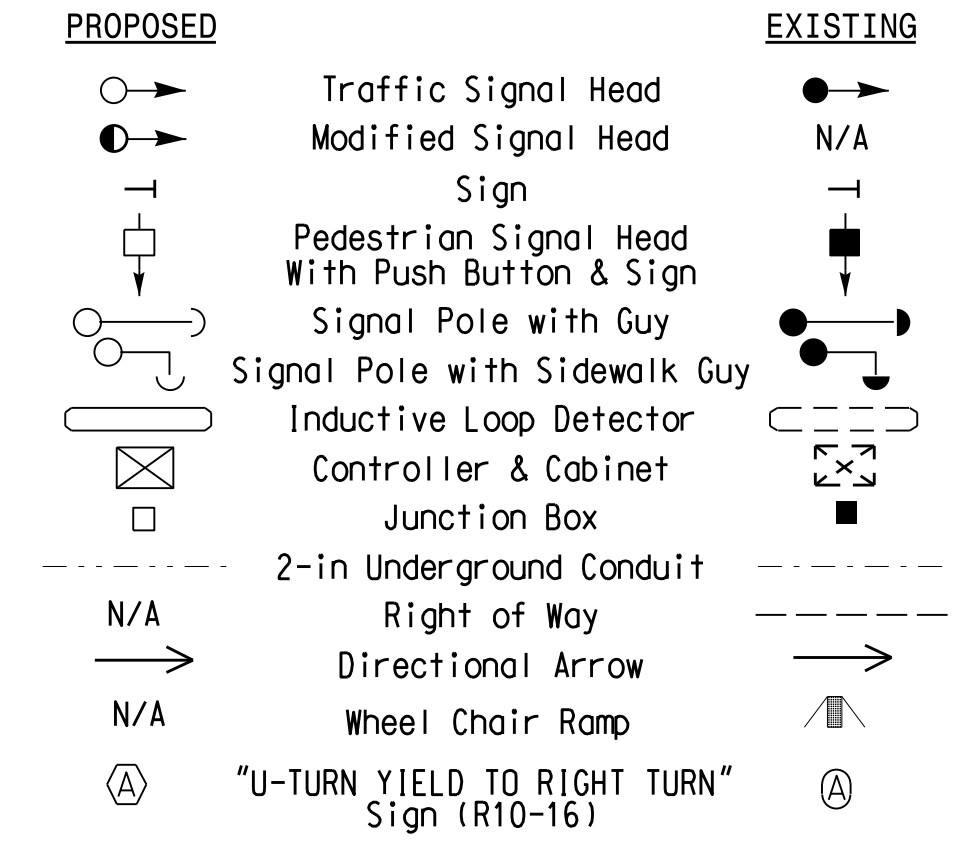 PROPOSED EXISTING
Traffic Signal Head
Modified Signal Head N/A
Sign
Pedestrian Signal Head
With Push Button & Sign
Signal Pole with Guy
Signal Pole with Sidewalk Guy
Inductive Loop Detector
Controller & Cabinet
Junction Box
2-in Underground Conduit
N/A Right of Way
Directional Arrow
N/A Wheel Chair Ramp
A "U-TURN YIELD TO RIGHT TURN" A
Sign (R10-16)